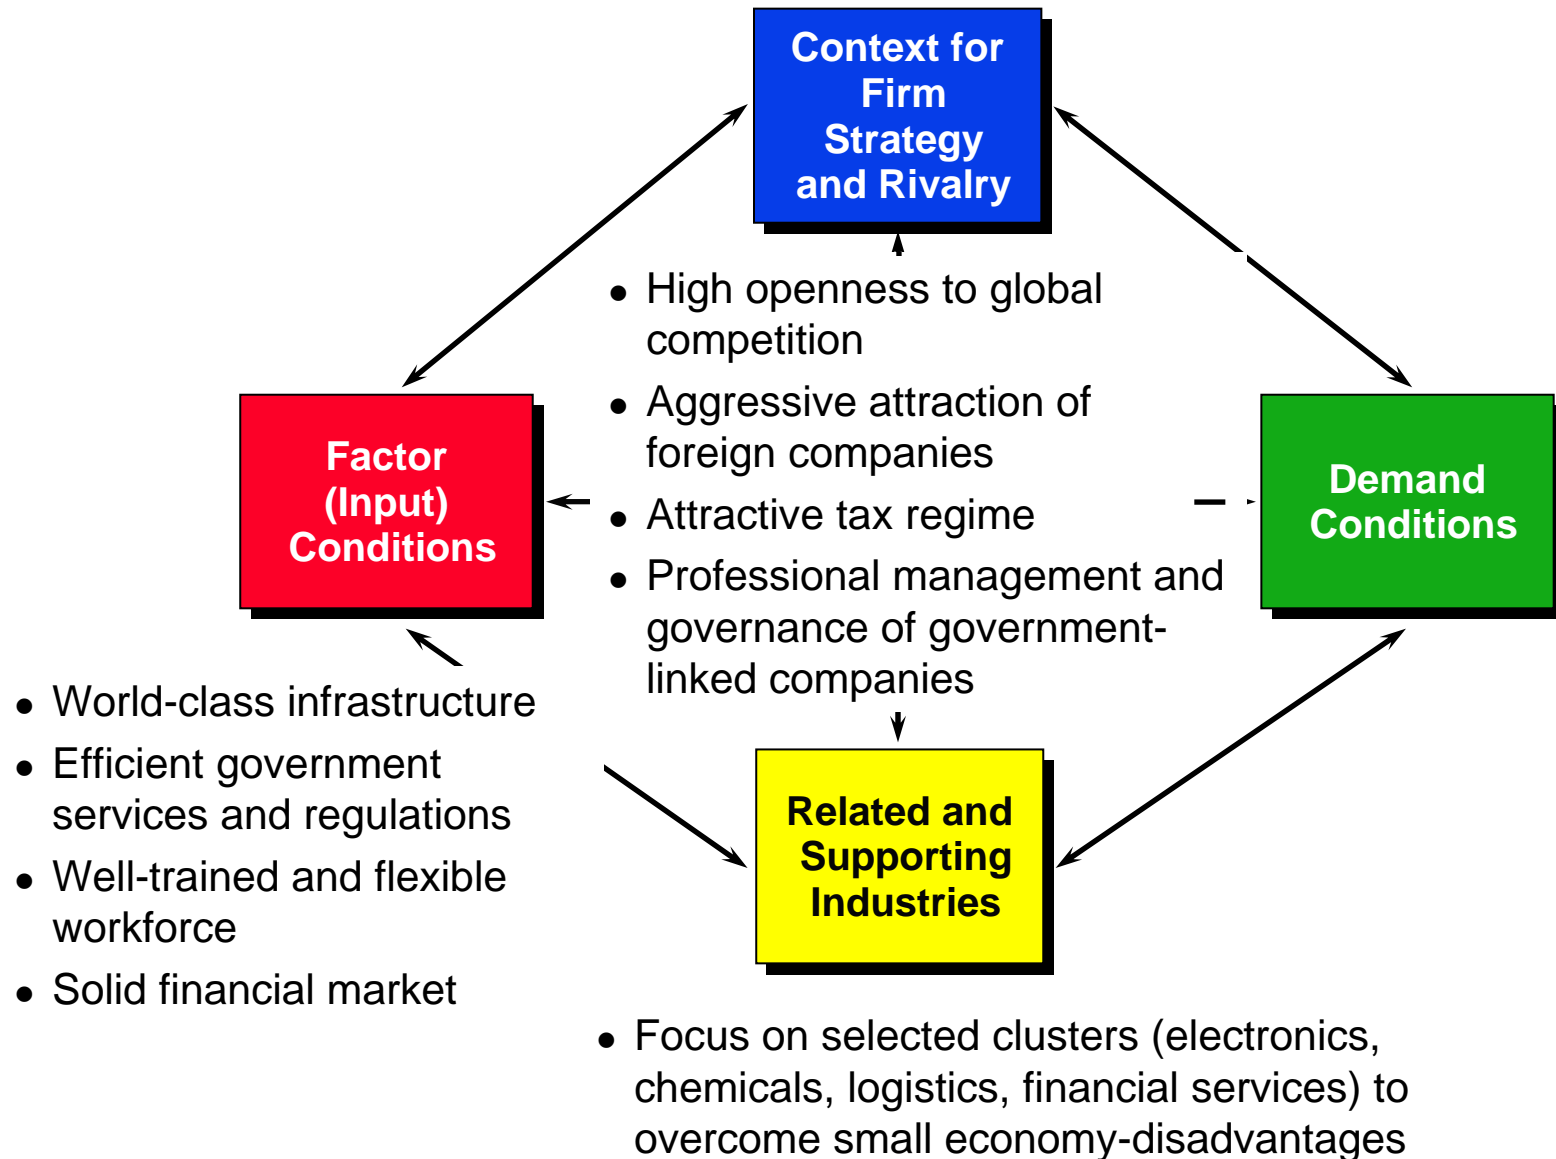 Context for
Firm
Strategy
and Rivalry
● High openness to global
competition
● Aggressive attraction of
foreign companies
● Attractive tax regime
● Professional management and
governance of government-
linked companies
Factor
(Input)
Conditions
Demand
Conditions
● World-class infrastructure
● Efficient government
services and regulations
● Well-trained and flexible
workforce
● Solid financial market
Related and
Supporting
Industries
● Focus on selected clusters (electronics,
chemicals, logistics, financial services) to
overcome small economy-disadvantages